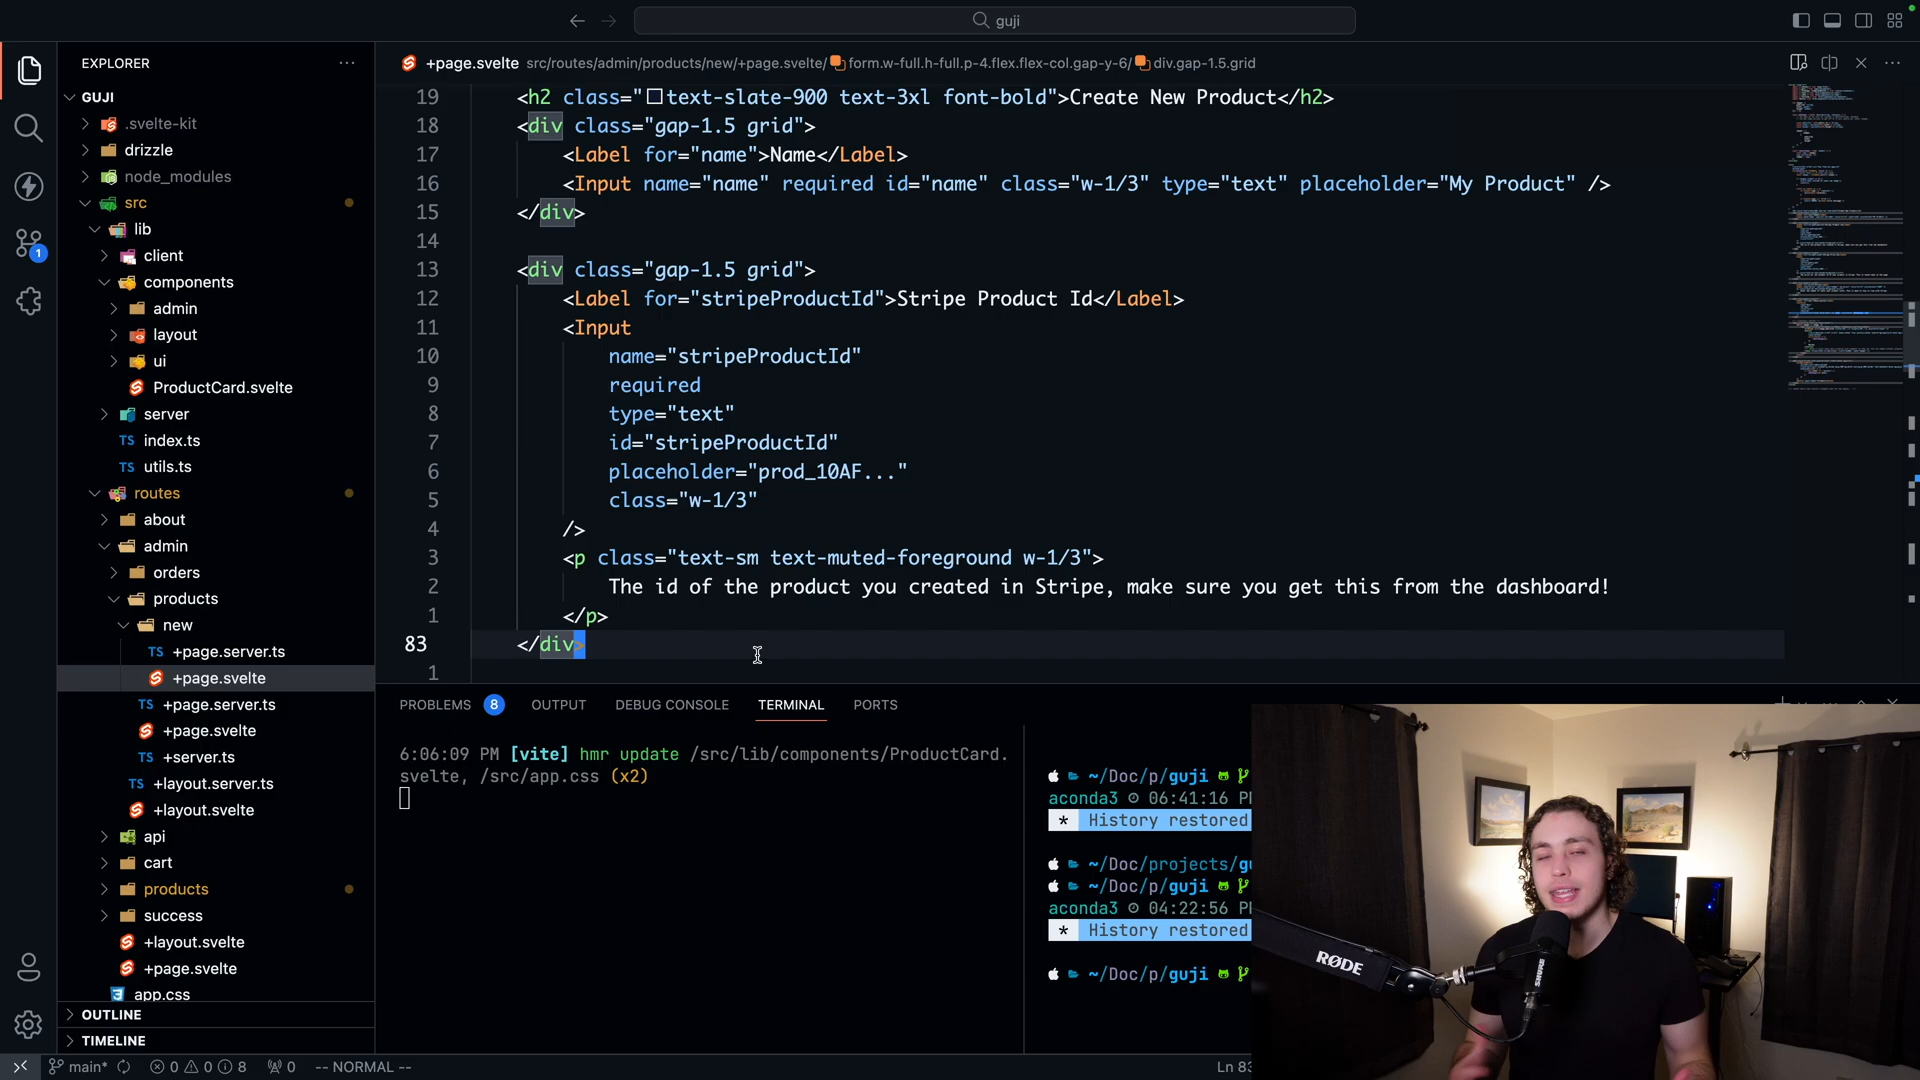 guji
EXPLORER
GUJI
.svelte-kit
drizzle
node_modules
src
lib
client
components
admin
layout
ui
ProductCard.svelte
server
TS index.ts
TS utils.ts
routes
about
admin
orders
products
new
TS +page.server.ts
+page.svelte
TS +page.server.ts
+page.svelte
TS +server.ts
TS +layout.server.ts
+layout.svelte
api
cart
products
success
+layout.svelte
+page.svelte
app.css
OUTLINE
TIMELINE
1
+page.svelte src/routes/admin/products/new/+page.svelte/ form.w-full.h-full.p-4.flex.flex-col.gap-y-6/ div.gap-1.5.grid
19 <h2 class="text-slate-900 text-3xl font-bold">Create New Product</h2>
18 <div class="gap-1.5 grid">
17 <Label for="name">Name</Label>
16 <Input name="name" required id="name" class="w-1/3" type="text" placeholder="My Product" />
15 </div>
14
13 <div class="gap-1.5 grid">
12 <Label for="stripeProductId">Stripe Product Id</Label>
11 <Input
10 name="stripeProductId"
9 required
8 type="text"
7 id="stripeProductId"
6 placeholder="prod_10AF..."
5 class="w-1/3"
4 />
3 <p class="text-sm text-muted-foreground w-1/3">
2 The id of the product you created in Stripe, make sure you get this from the dashboard!
1 </p>
83 </div>
1
PROBLEMS 8 OUTPUT DEBUG CONSOLE TERMINAL PORTS
6:06:09 PM [vite] hmr update /src/lib/components/ProductCard.
svelte, /src/app.css (x2)
~/Doc/p/guji
aconda3 06:41:16
* History restored
~/Doc/projects/
~/Doc/p/guji
aconda3 04:22:56
* History restored
~/Doc/p/guji
RØDE
SHURE
main* 0 0 8 0 -- NORMAL -- Ln 83